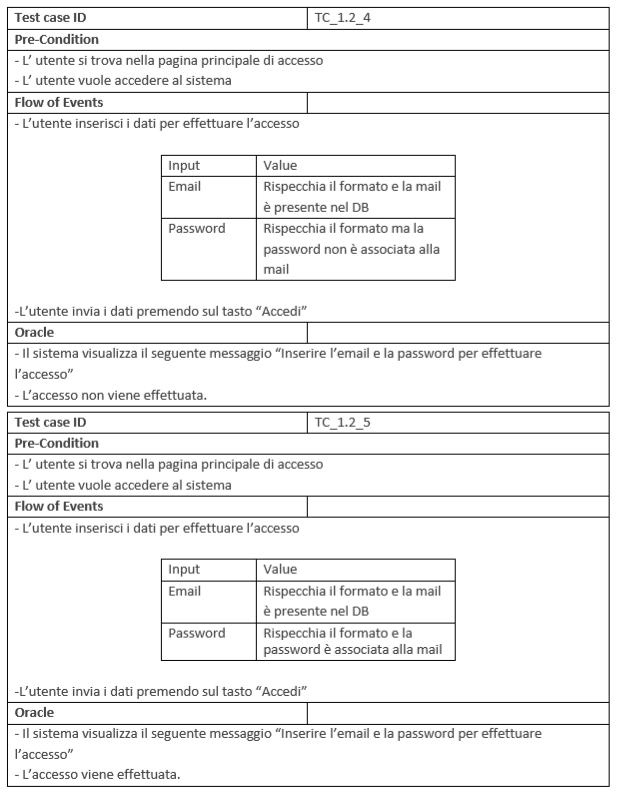 Test case ID TC_1.2_4
Pre-Condition
- L' utente si trova nella pagina principale di accesso
- L' utente vuole accedere al sistema
Flow of Events
- L'utente inserisci i dati per effettuare l'accesso
Input Value
Email Rispecchia il formato e la mail
è presente nel DB
Password Rispecchia il formato ma la
password non è associata alla
mail
-L'utente invia i dati premendo sul tasto "Accedi"
Oracle
- Il sistema visualizza il seguente messaggio "Inserire l'email e la password per effettuare
l'accesso"
- L'accesso non viene effettuata.
Test case ID TC_1.2_5
Pre-Condition
- L' utente si trova nella pagina principale di accesso
- L' utente vuole accedere al sistema
Flow of Events
- L'utente inserisci i dati per effettuare l'accesso
Input Value
Email Rispecchia il formato e la mail
è presente nel DB
Password Rispecchia il formato e la
password è associata alla mail
-L'utente invia i dati premendo sul tasto "Accedi"
Oracle
- Il sistema visualizza il seguente messaggio "Inserire l'email e la password per effettuare
l'accesso"
- L'accesso viene effettuata.